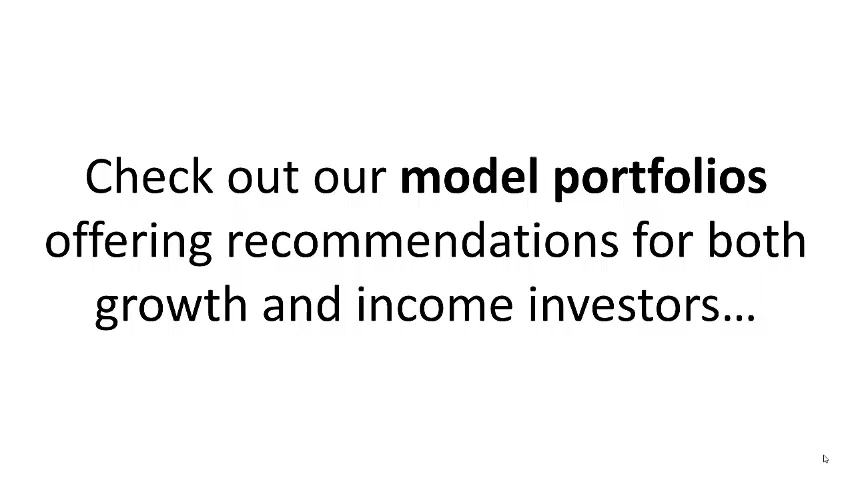 Check out our model portfolios
offering recommendations for both
growth and income investors…